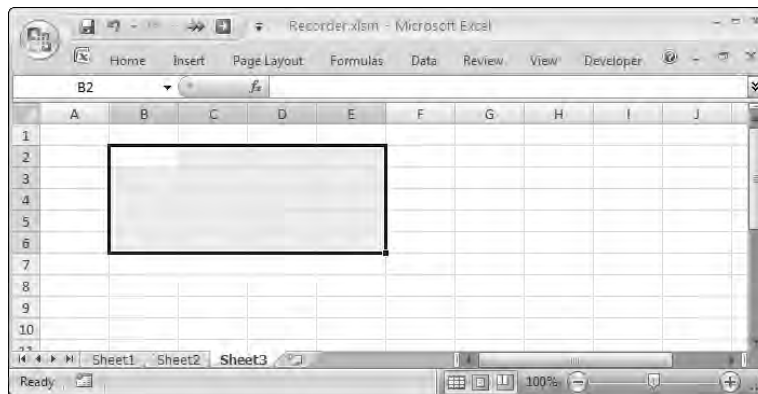 Recorder.xlsm - Microsoft Excel
Home Insert Page Layout Formulas Data Review View Developer
B2 fx
A B C D E F G H I J
1
2
3
4
5
6
7
8
9
10
Sheet1 Sheet2 Sheet3
Ready 100%